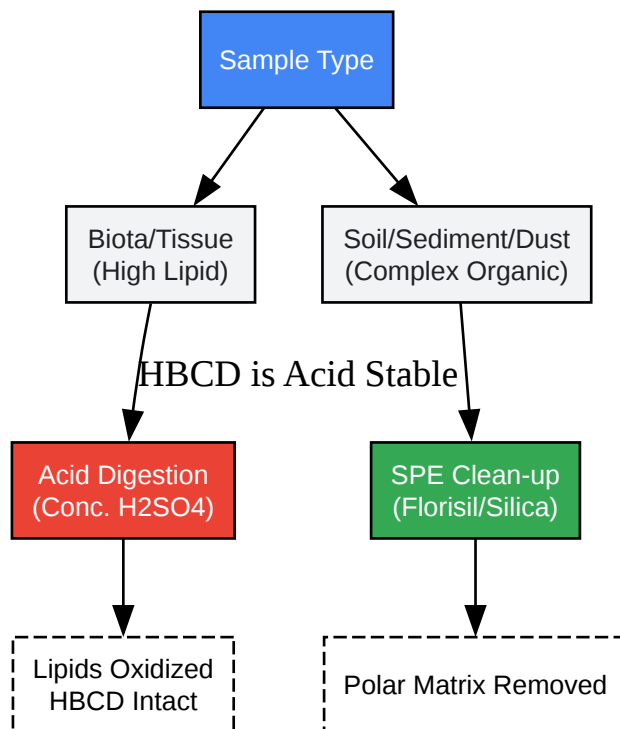 Sample Type
Biota/Tissue
(High Lipid)
Soil/Sediment/Dust
(Complex Organic)
HBCD is Acid Stable
Acid Digestion
(Conc. H2SO4)
SPE Clean-up
(Florisil/Silica)
Lipids Oxidized
HBCD Intact
Polar Matrix Removed